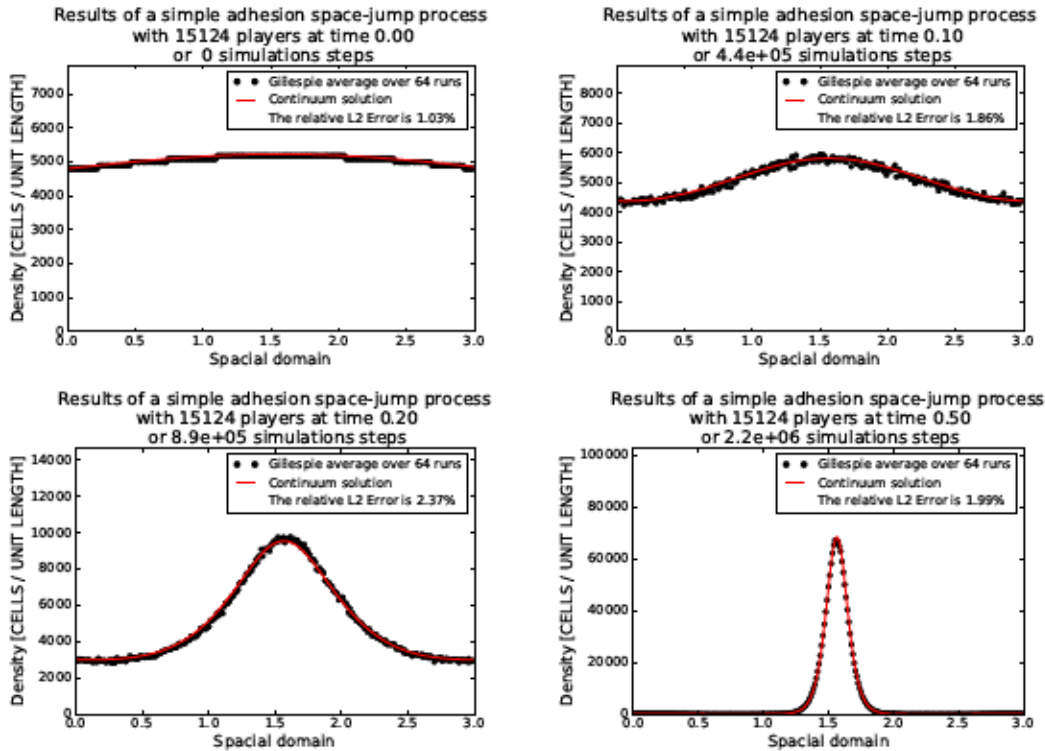 Results of a simple adhesion space-jump process
with 15124 players at time 0.00
or 0 simulations steps
7000
6000
5000
4000
3000
2000
1000
0
Density [CELLS / UNIT LENGTH]
Gillespie average over 64 runs
Continuum solution
The relative L2 Error is 1.03%
0.0 0.5 1.0 1.5 2.0 2.5 3.0
Spacial domain
Results of a simple adhesion space-jump process
with 15124 players at time 0.10
or 4.4e+05 simulations steps
8000
7000
6000
5000
4000
3000
2000
1000
0
Density [CELLS / UNIT LENGTH]
Gillespie average over 64 runs
Continuum solution
The relative L2 Error is 1.86%
0.0 0.5 1.0 1.5 2.0 2.5 3.0
Spacial domain
Results of a simple adhesion space-jump process
with 15124 players at time 0.20
or 8.9e+05 simulations steps
14000
12000
10000
8000
6000
4000
2000
0
Density [CELLS / UNIT LENGTH]
Gillespie average over 64 runs
Continuum solution
The relative L2 Error is 2.37%
0.0 0.5 1.0 1.5 2.0 2.5 3.0
Spacial domain
Results of a simple adhesion space-jump process
with 15124 players at time 0.50
or 2.2e+06 simulations steps
100000
80000
60000
40000
20000
0
Density [CELLS / UNIT LENGTH]
Gillespie average over 64 runs
Continuum solution
The relative L2 Error is 1.99%
0.0 0.5 1.0 1.5 2.0 2.5 3.0
Spacial domain